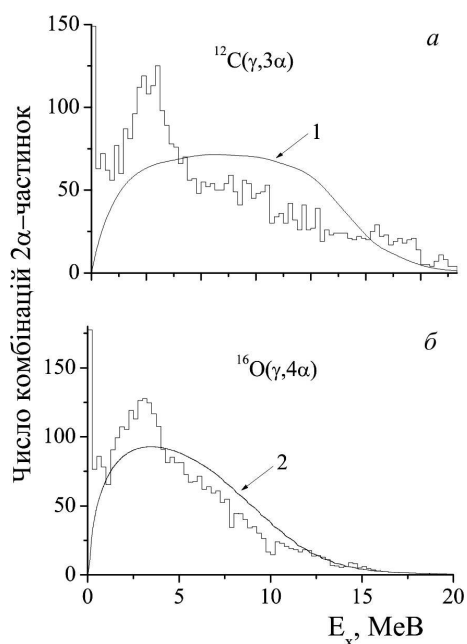 Число комбінацій 2α–частинок
150
100
50
0
¹²C(γ,3α)
а
1
150
100
50
0
¹⁶O(γ,4α)
б
2
0 5 10 15 20
Eₓ, МеВ